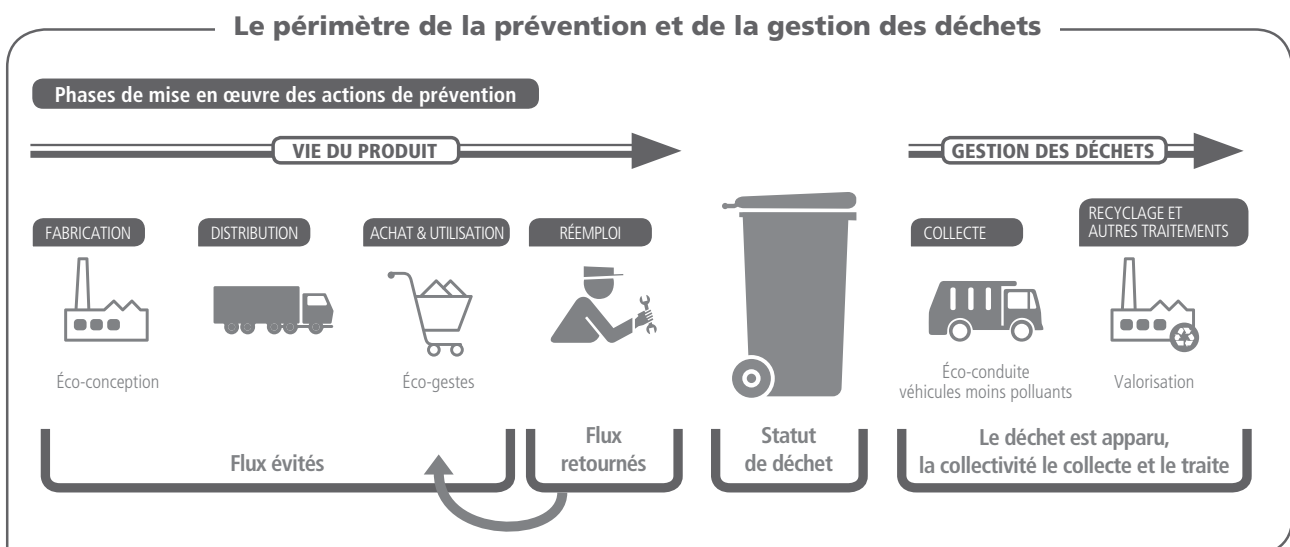 Le périmètre de la prévention et de la gestion des déchets
Phases de mise en œuvre des actions de prévention
VIE DU PRODUIT
GESTION DES DÉCHETS
FABRICATION
DISTRIBUTION
ACHAT & UTILISATION
RÉEMPLOI
COLLECTE
RECYCLAGE ET
AUTRES TRAITEMENTS
Éco-conception
Éco-gestes
Éco-conduite
véhicules moins polluants
Valorisation
Flux évités
Flux
retournés
Statut
de déchet
Le déchet est apparu,
la collectivité le collecte et le traite